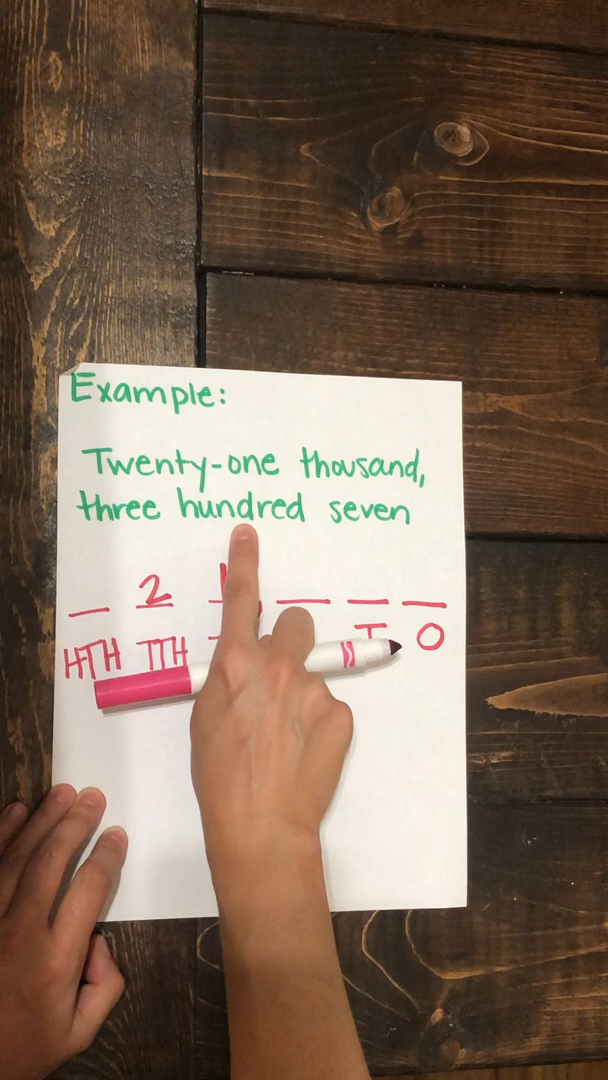 Example:
Twenty-one thousand,
three hundred seven
_ 2 _ _ _
HTH TTH T O